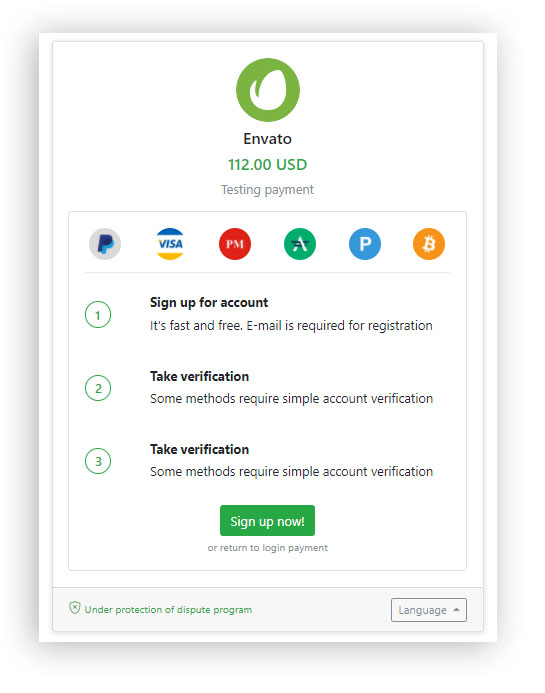 Envato
112.00 USD
Testing payment
VISA
PM
P
1
Sign up for account
It's fast and free. E-mail is required for registration
2
Take verification
Some methods require simple account verification
3
Take verification
Some methods require simple account verification
Sign up now!
or return to login payment
Under protection of dispute program
Language